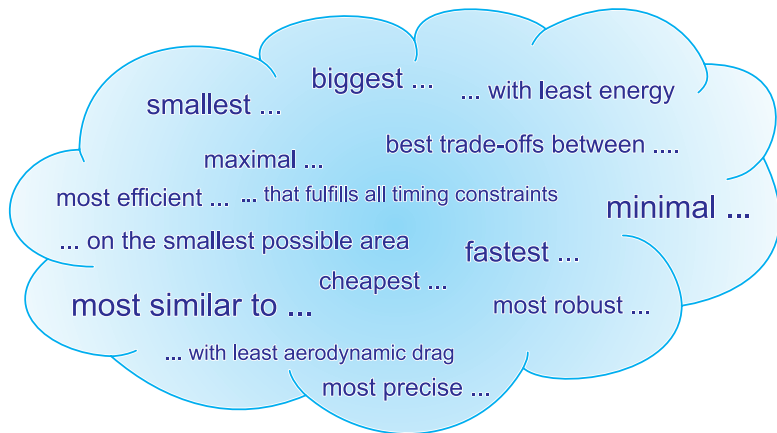 biggest ...
smallest ...
... with least energy
best trade-offs between ....
maximal ...
most efficient ...
... that fulfills all timing constraints
minimal ...
... on the smallest possible area
fastest ...
cheapest ...
most similar to ...
most robust ...
... with least aerodynamic drag
most precise ...